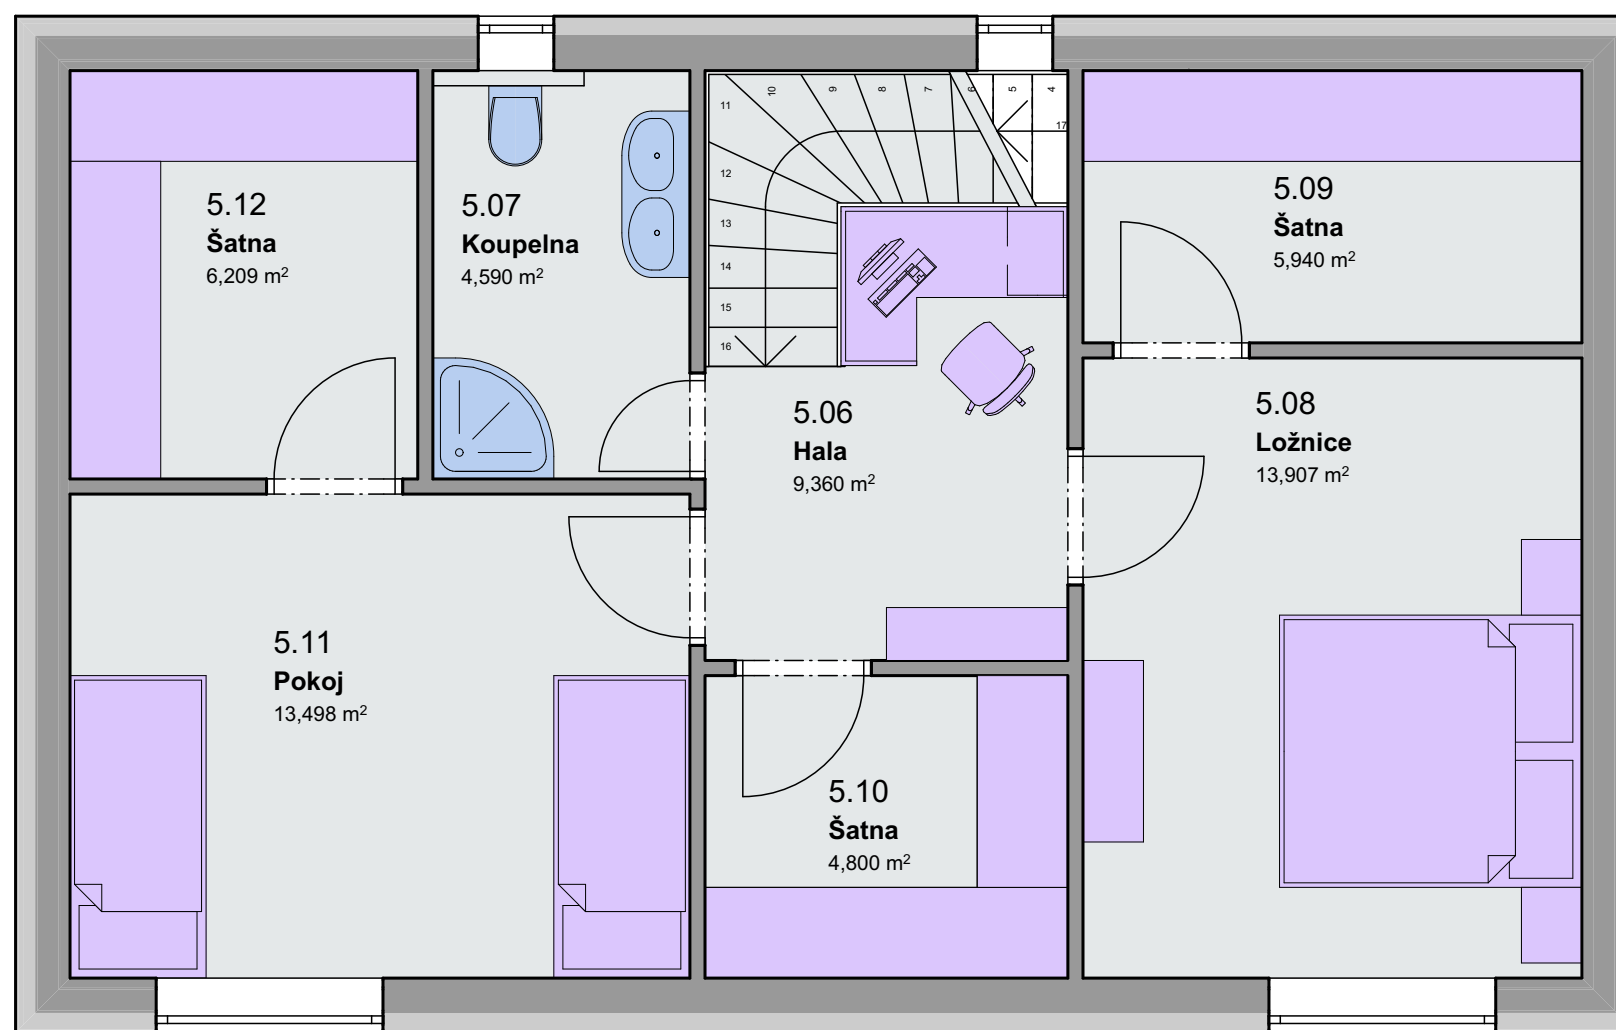 11
10
9
8
7
6
5
4
17
12
13
14
15
16
5.12
Šatna
6,209 m²
5.07
Koupelna
4,590 m²
5.09
Šatna
5,940 m²
5.06
Hala
9,360 m²
5.08
Ložnice
13,907 m²
5.11
Pokoj
13,498 m²
5.10
Šatna
4,800 m²